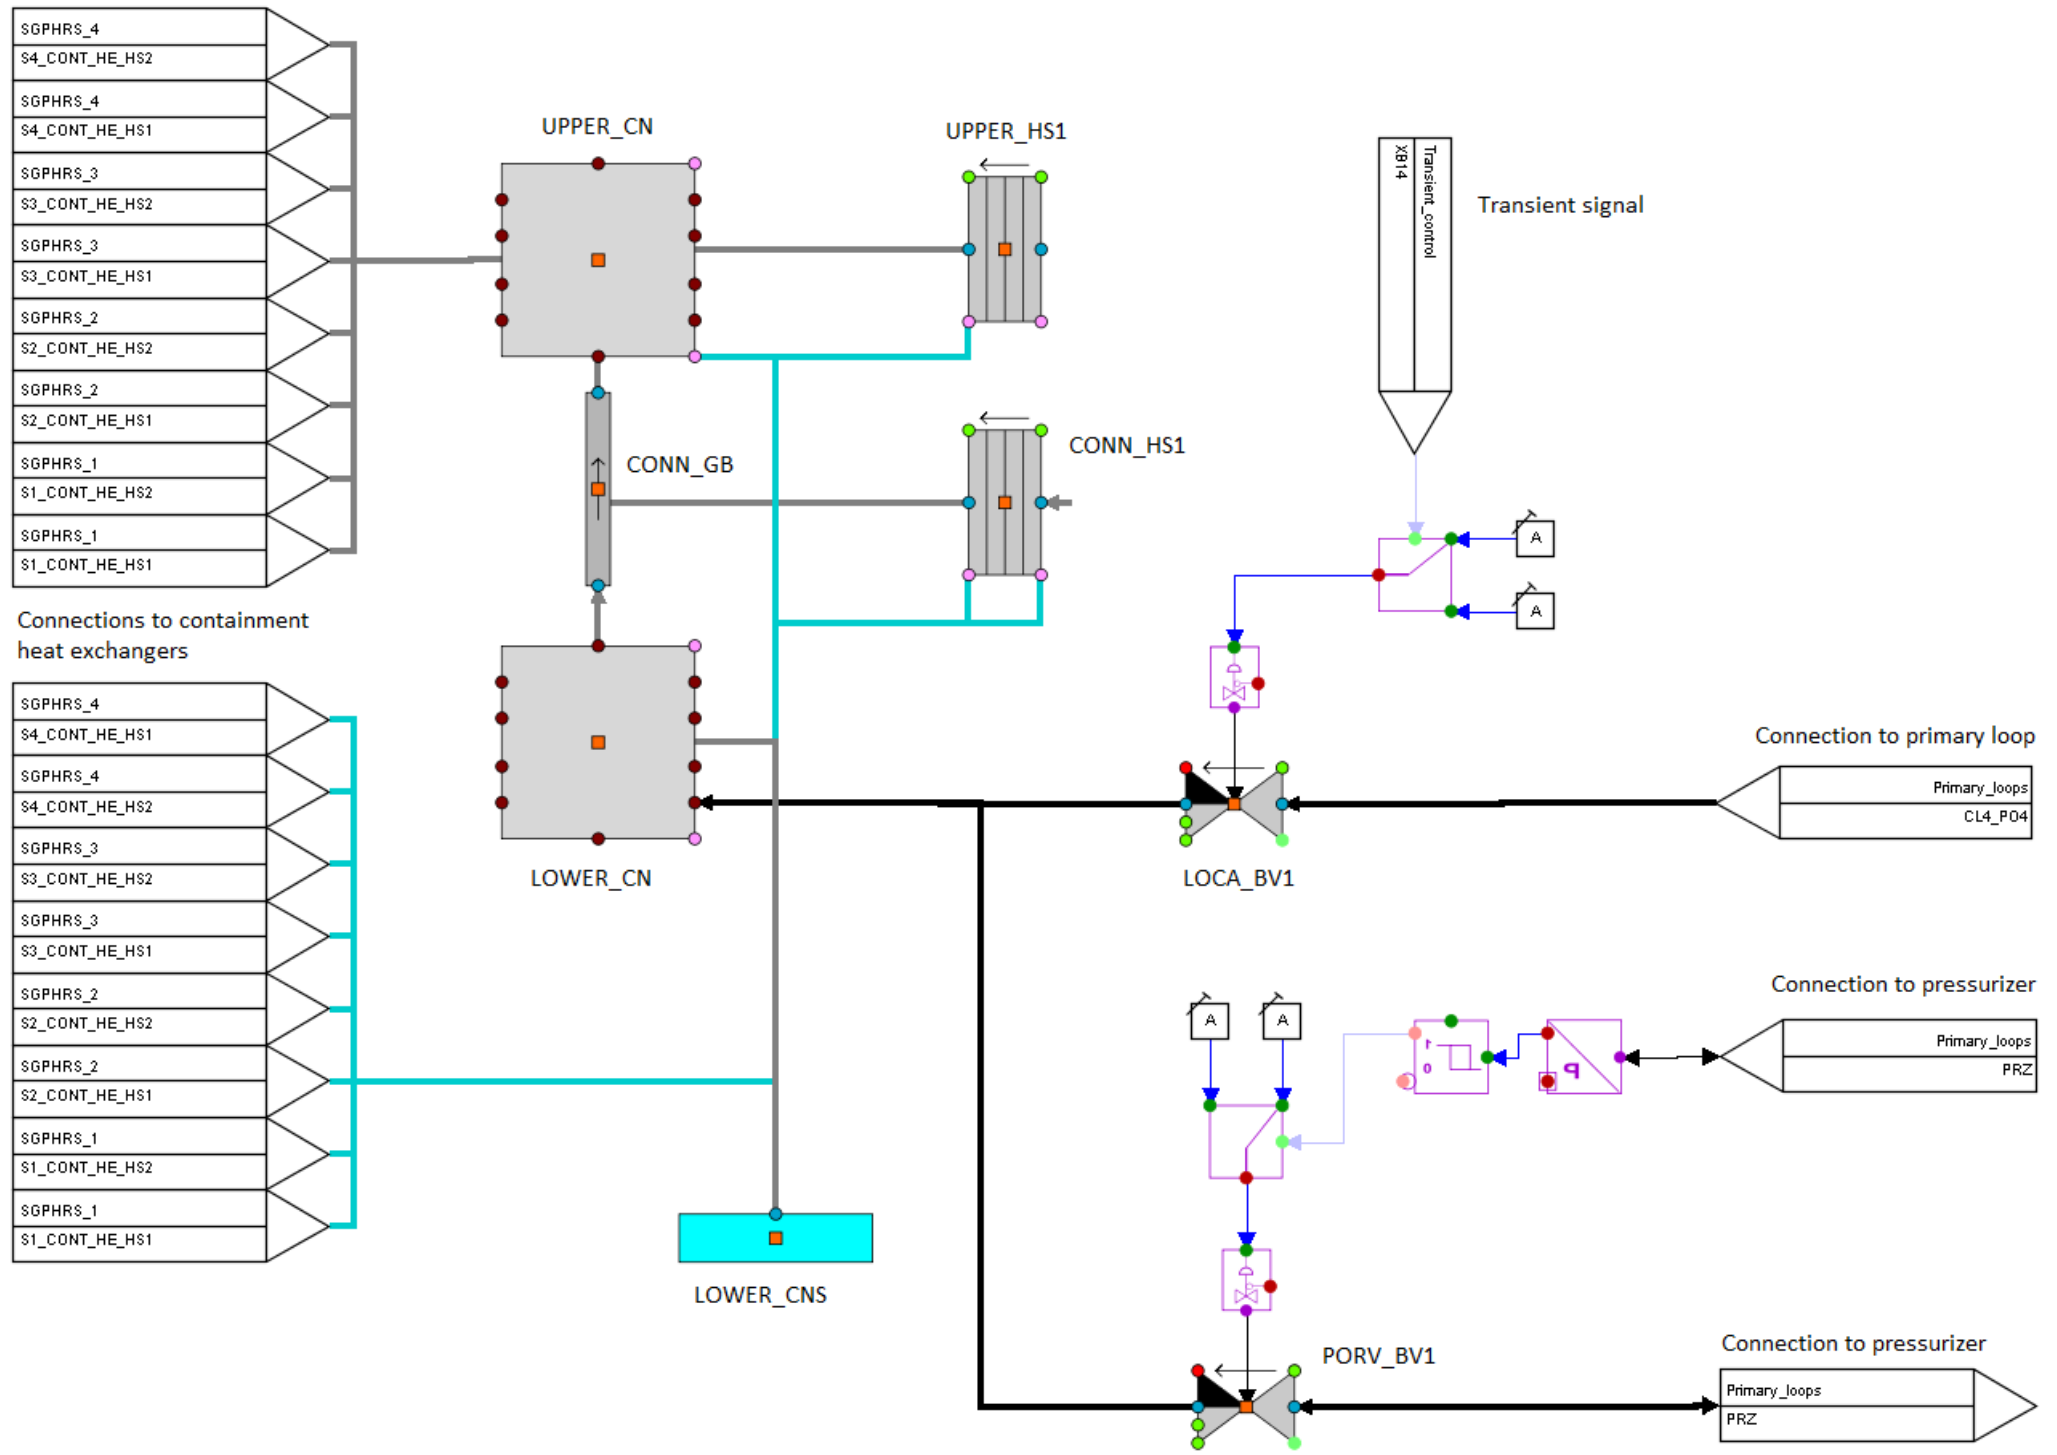 SGPHRS_4
S4_CONT_HE_HS2
SGPHRS_4
S4_CONT_HE_HS1
SGPHRS_3
S3_CONT_HE_HS2
SGPHRS_3
S3_CONT_HE_HS1
SGPHRS_2
S2_CONT_HE_HS2
SGPHRS_2
S2_CONT_HE_HS1
SGPHRS_1
S1_CONT_HE_HS2
SGPHRS_1
S1_CONT_HE_HS1
Connections to containment
heat exchangers
SGPHRS_4
S4_CONT_HE_HS1
SGPHRS_4
S4_CONT_HE_HS2
SGPHRS_3
S3_CONT_HE_HS2
SGPHRS_3
S3_CONT_HE_HS1
SGPHRS_2
S2_CONT_HE_HS2
SGPHRS_2
S2_CONT_HE_HS1
SGPHRS_1
S1_CONT_HE_HS2
SGPHRS_1
S1_CONT_HE_HS1
UPPER_CN
UPPER_HS1
CONN_GB
CONN_HS1
LOWER_CN
LOWER_CNS
Transient_control
XB14
Transient signal
A
A
Connection to primary loop
Primary_loops
CL4_PO4
LOCA_BV1
Connection to pressurizer
Primary_loops
PRZ
A
A
1
0
P
PORV_BV1
Connection to pressurizer
Primary_loops
PRZ